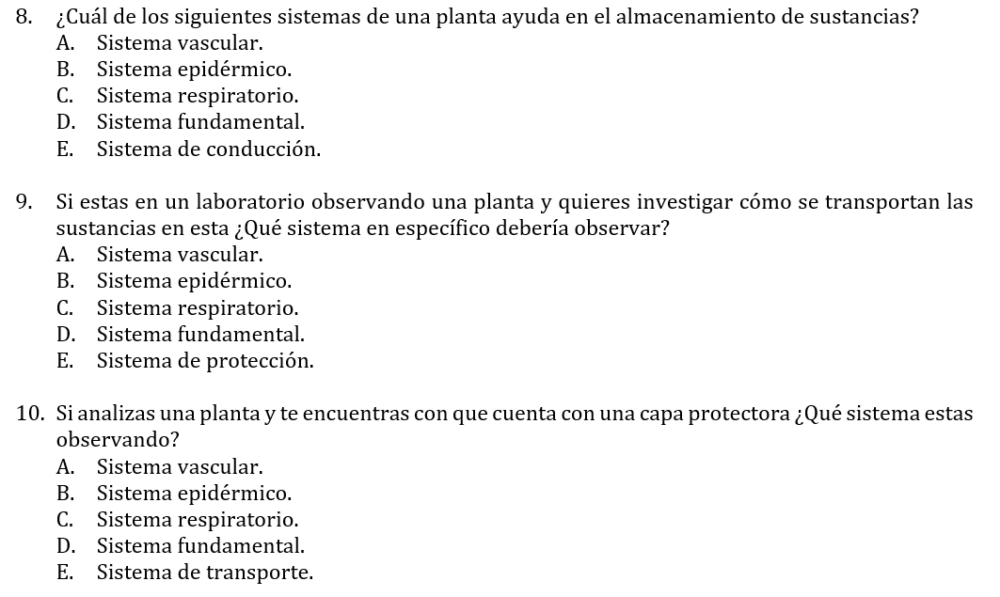 8. ¿Cuál de los siguientes sistemas de una planta ayuda en el almacenamiento de sustancias?
A. Sistema vascular.
B. Sistema epidérmico.
C. Sistema respiratorio.
D. Sistema fundamental.
E. Sistema de conducción.
9. Si estas en un laboratorio observando una planta y quieres investigar cómo se transportan las
sustancias en esta ¿Qué sistema en específico debería observar?
A. Sistema vascular.
B. Sistema epidérmico.
C. Sistema respiratorio.
D. Sistema fundamental.
E. Sistema de protección.
10. Si analizas una planta y te encuentras con que cuenta con una capa protectora ¿Qué sistema estas
observando?
A. Sistema vascular.
B. Sistema epidérmico.
C. Sistema respiratorio.
D. Sistema fundamental.
E. Sistema de transporte.